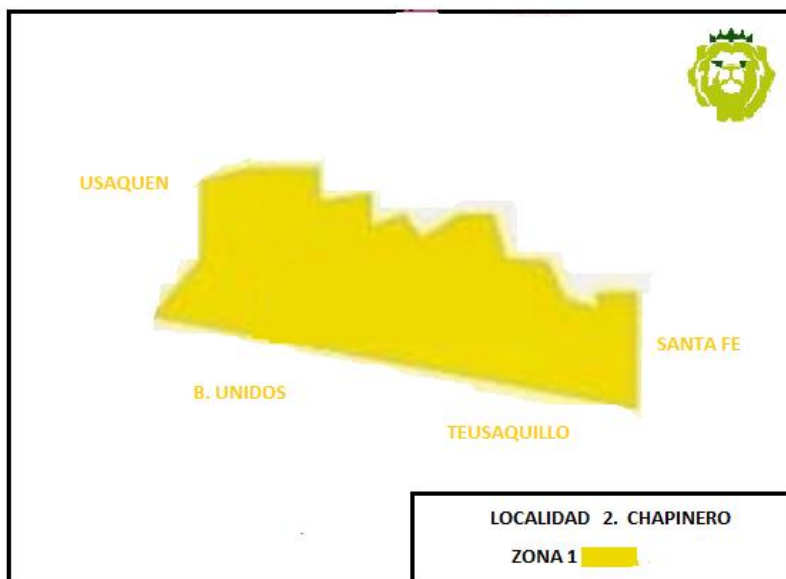 USAQUEN
SANTA FE
B. UNIDOS
TEUSAQUILLO
LOCALIDAD 2. CHAPINERO
ZONA 1